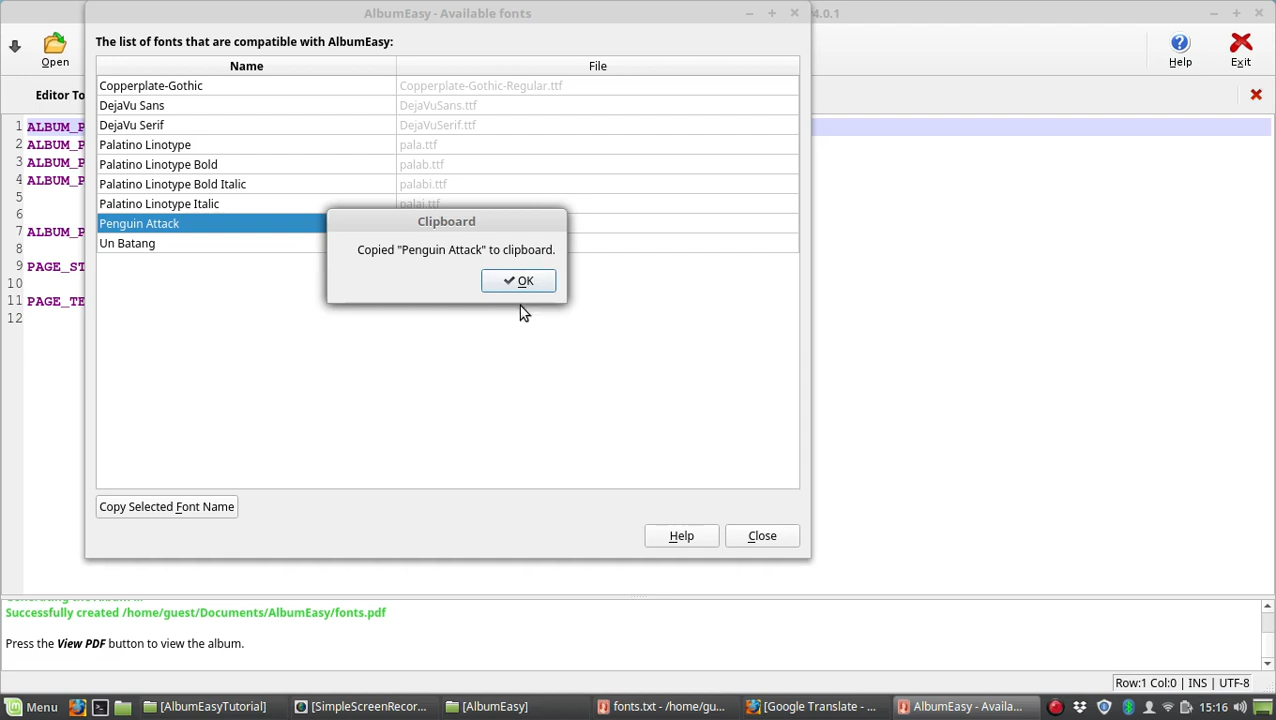 AlbumEasy - Available fonts
4.0.1
Open
Help
Exit
The list of fonts that are compatible with AlbumEasy:
Name File
Copperplate-Gothic Copperplate-Gothic-Regular.ttf
DejaVu Sans DejaVuSans.ttf
DejaVu Serif DejaVuSerif.ttf
Palatino Linotype pala.ttf
Palatino Linotype Bold palab.ttf
Palatino Linotype Bold Italic palabi.ttf
Palatino Linotype Italic palai.ttf
Penguin Attack
Un Batang
Clipboard
Copied "Penguin Attack" to clipboard.
OK
Copy Selected Font Name
Help Close
Editor To
1 ALBUM_P
2 ALBUM_P
3 ALBUM_P
4 ALBUM_P
5
6
7 ALBUM_P
8
9 PAGE_ST
10
11 PAGE_TE
12
Successfully created /home/guest/Documents/AlbumEasy/fonts.pdf
Press the View PDF button to view the album.
Row:1 Col:0 | INS | UTF-8
Menu [AlbumEasyTutorial] [SimpleScreenRecor... [AlbumEasy] fonts.txt - /home/gu... [Google Translate - ... AlbumEasy - Availa... 15:16